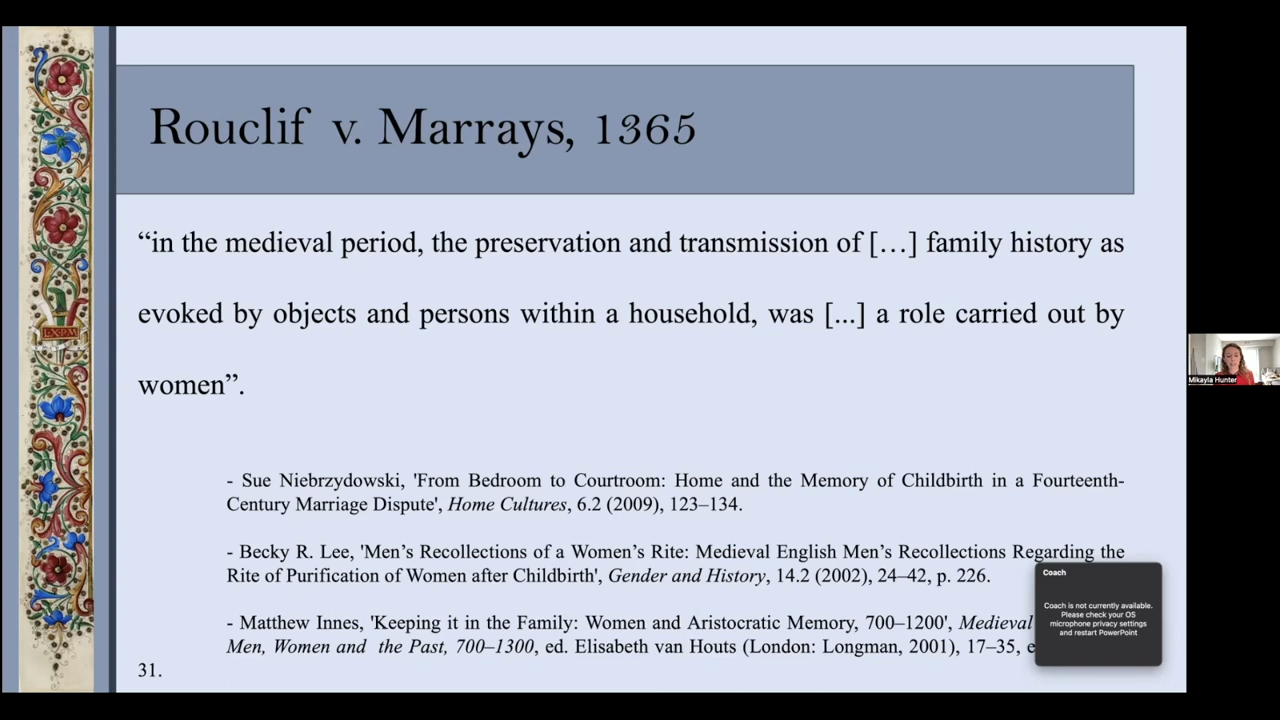 Rouclif v. Marrays, 1365
“in the medieval period, the preservation and transmission of […] family history as
evoked by objects and persons within a household, was [...] a role carried out by
women”.
- Sue Niebrzydowski, 'From Bedroom to Courtroom: Home and the Memory of Childbirth in a Fourteenth-
Century Marriage Dispute', Home Cultures, 6.2 (2009), 123–134.
- Becky R. Lee, 'Men’s Recollections of a Women’s Rite: Medieval English Men’s Recollections Regarding the
Rite of Purification of Women after Childbirth', Gender and History, 14.2 (2002), 24–42, p. 226.
- Matthew Innes, 'Keeping it in the Family: Women and Aristocratic Memory, 700–1200', Medieval
Men, Women and the Past, 700–1300, ed. Elisabeth van Houts (London: Longman, 2001), 17–35, e
31.
Coach
Coach is not currently available.
Please check your OS
microphone privacy settings
and restart PowerPoint
Mikayla Hunter